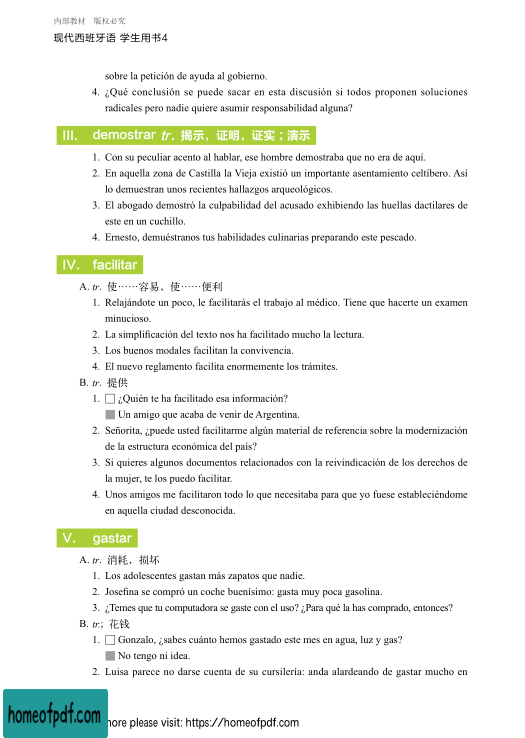 内部教材 版权必究
现代西班牙语 学生用书4
sobre la petición de ayuda al gobierno.
4. ¿Qué conclusión se puede sacar en esta discusión si todos proponen soluciones
radicales pero nadie quiere asumir responsabilidad alguna?
III. demostrar tr. 揭示，证明，证实；演示
1. Con su peculiar acento al hablar, ese hombre demostraba que no era de aquí.
2. En aquella zona de Castilla la Vieja existió un importante asentamiento celtíbero. Así
lo demuestran unos recientes hallazgos arqueológicos.
3. El abogado demostró la culpabilidad del acusado exhibiendo las huellas dactilares de
este en un cuchillo.
4. Ernesto, demuéstranos tus habilidades culinarias preparando este pescado.
IV. facilitar
A. tr. 使……容易，使……便利
1. Relajándote un poco, le facilitarás el trabajo al médico. Tiene que hacerte un examen
minucioso.
2. La simplificación del texto nos ha facilitado mucho la lectura.
3. Los buenos modales facilitan la convivencia.
4. El nuevo reglamento facilita enormemente los trámites.
B. tr. 提供
1. □ ¿Quién te ha facilitado esa información?
■ Un amigo que acaba de venir de Argentina.
2. Señorita, ¿puede usted facilitarme algún material de referencia sobre la modernización
de la estructura económica del país?
3. Si quieres algunos documentos relacionados con la reivindicación de los derechos de
la mujer, te los puedo facilitar.
4. Unos amigos me facilitaron todo lo que necesitaba para que yo fuese estableciéndome
en aquella ciudad desconocida.
V. gastar
A. tr. 消耗，损坏
1. Los adolescentes gastan más zapatos que nadie.
2. Josefina se compró un coche buenísimo: gasta muy poca gasolina.
3. ¿Temes que tu computadora se gaste con el uso? ¿Para qué la has comprado, entonces?
B. tr.; 花钱
1. □ Gonzalo, ¿sabes cuánto hemos gastado este mes en agua, luz y gas?
■ No tengo ni idea.
2. Luisa parece no darse cuenta de su cursilería: anda alardeando de gastar mucho en
homeofpdf.com
ore please visit: https://homeofpdf.com